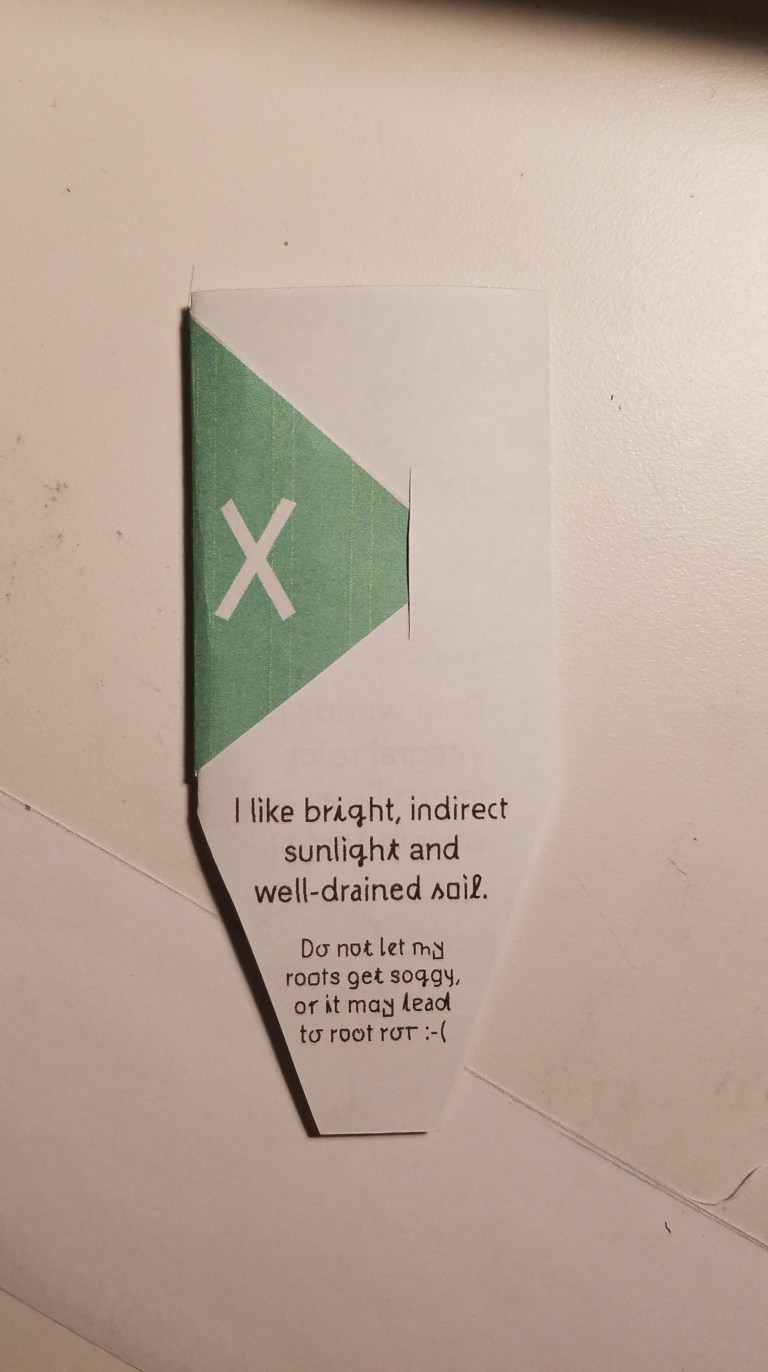 X
I like bright, indirect
sunlight and
well-drained soil.
Do not let my
roots get soggy,
or it may lead
to root rot :-(